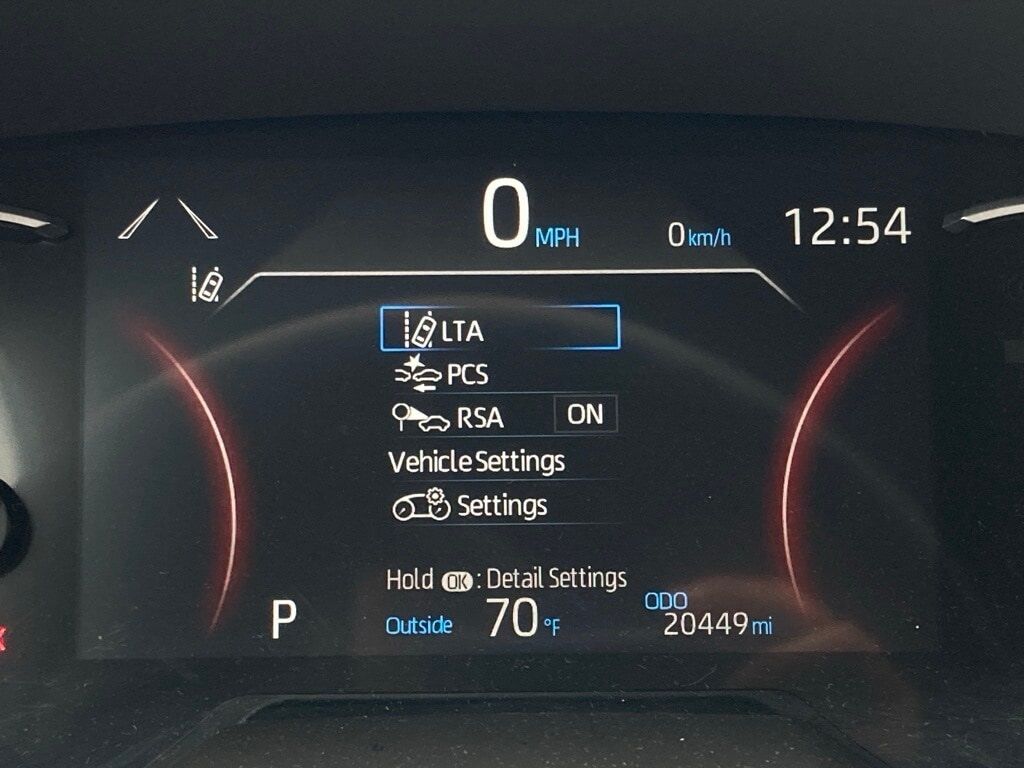 0 MPH 0 km/h 12:54
LTA
PCS
RSA ON
Vehicle Settings
Settings
Hold OK : Detail Settings
P Outside 70 °F ODO 20449 mi